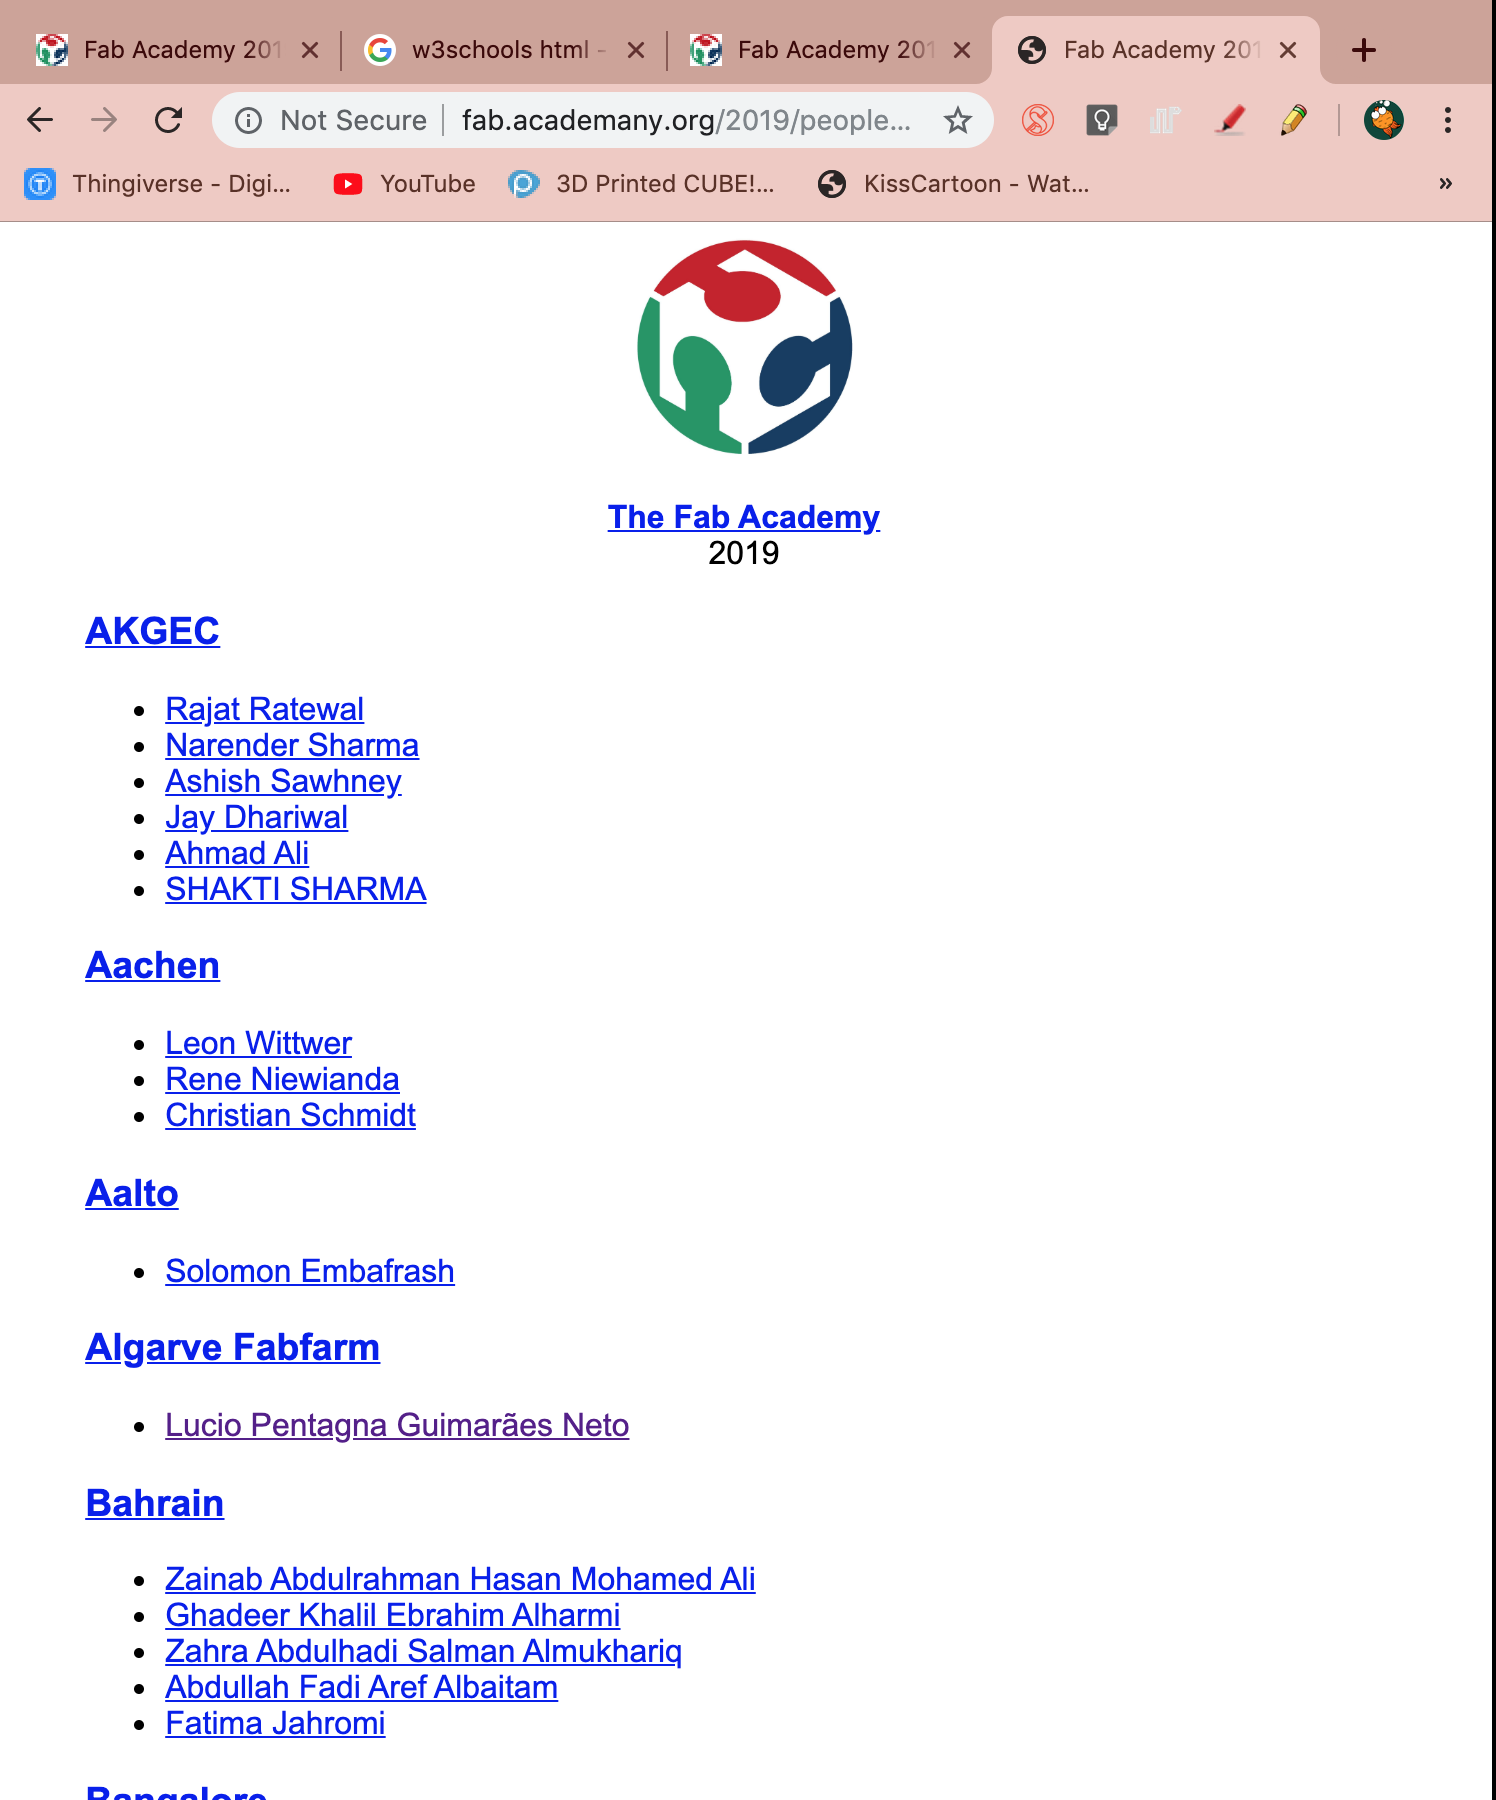 Fab Academy 201
w3schools html -
Fab Academy 201
Fab Academy 201
Not Secure
fab.academany.org/2019/people...
Thingiverse - Digi...
YouTube
3D Printed CUBE!...
KissCartoon - Wat...
»
The Fab Academy
2019
AKGEC
Rajat Ratewal
Narender Sharma
Ashish Sawhney
Jay Dhariwal
Ahmad Ali
SHAKTI SHARMA
Aachen
Leon Wittwer
Rene Niewianda
Christian Schmidt
Aalto
Solomon Embafrash
Algarve Fabfarm
Lucio Pentagna Guimarães Neto
Bahrain
Zainab Abdulrahman Hasan Mohamed Ali
Ghadeer Khalil Ebrahim Alharmi
Zahra Abdulhadi Salman Almukhariq
Abdullah Fadi Aref Albaitam
Fatima Jahromi
Bangalore